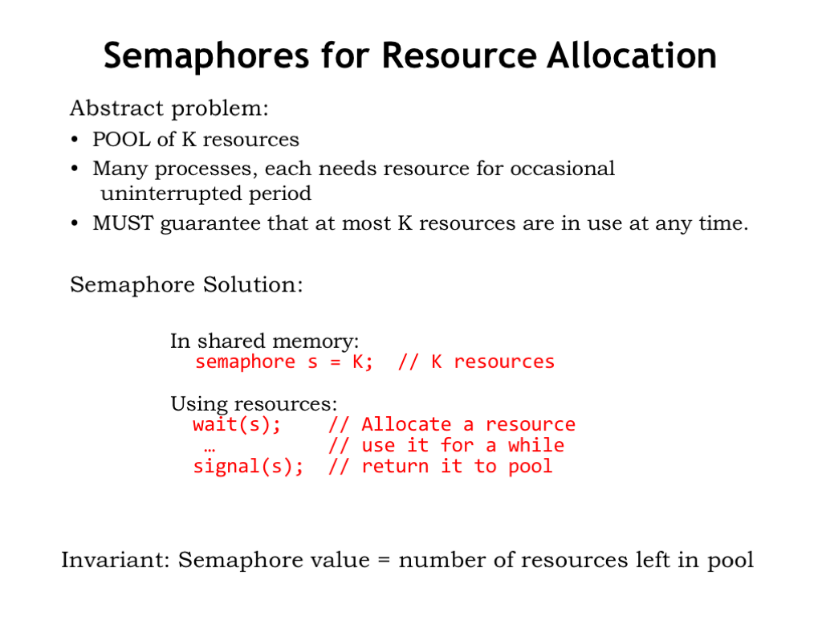 Semaphores for Resource Allocation
Abstract problem:
• POOL of K resources
• Many processes, each needs resource for occasional
uninterrupted period
• MUST guarantee that at most K resources are in use at any time.
Semaphore Solution:
In shared memory:
semaphore s = K;  // K resources
Using resources:
wait(s);    // Allocate a resource
…          // use it for a while
signal(s);  // return it to pool
Invariant: Semaphore value = number of resources left in pool